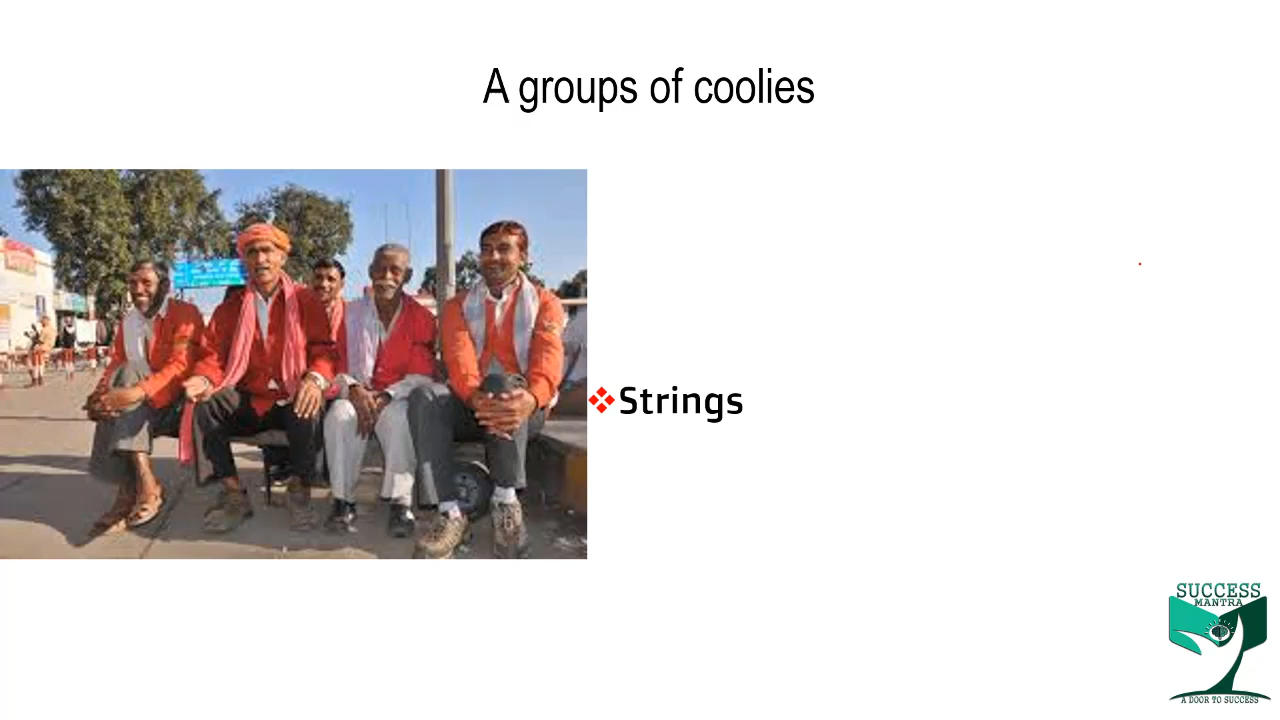 A groups of coolies
Strings
SUCCESS
MANTRA
A DOOR TO SUCCESS